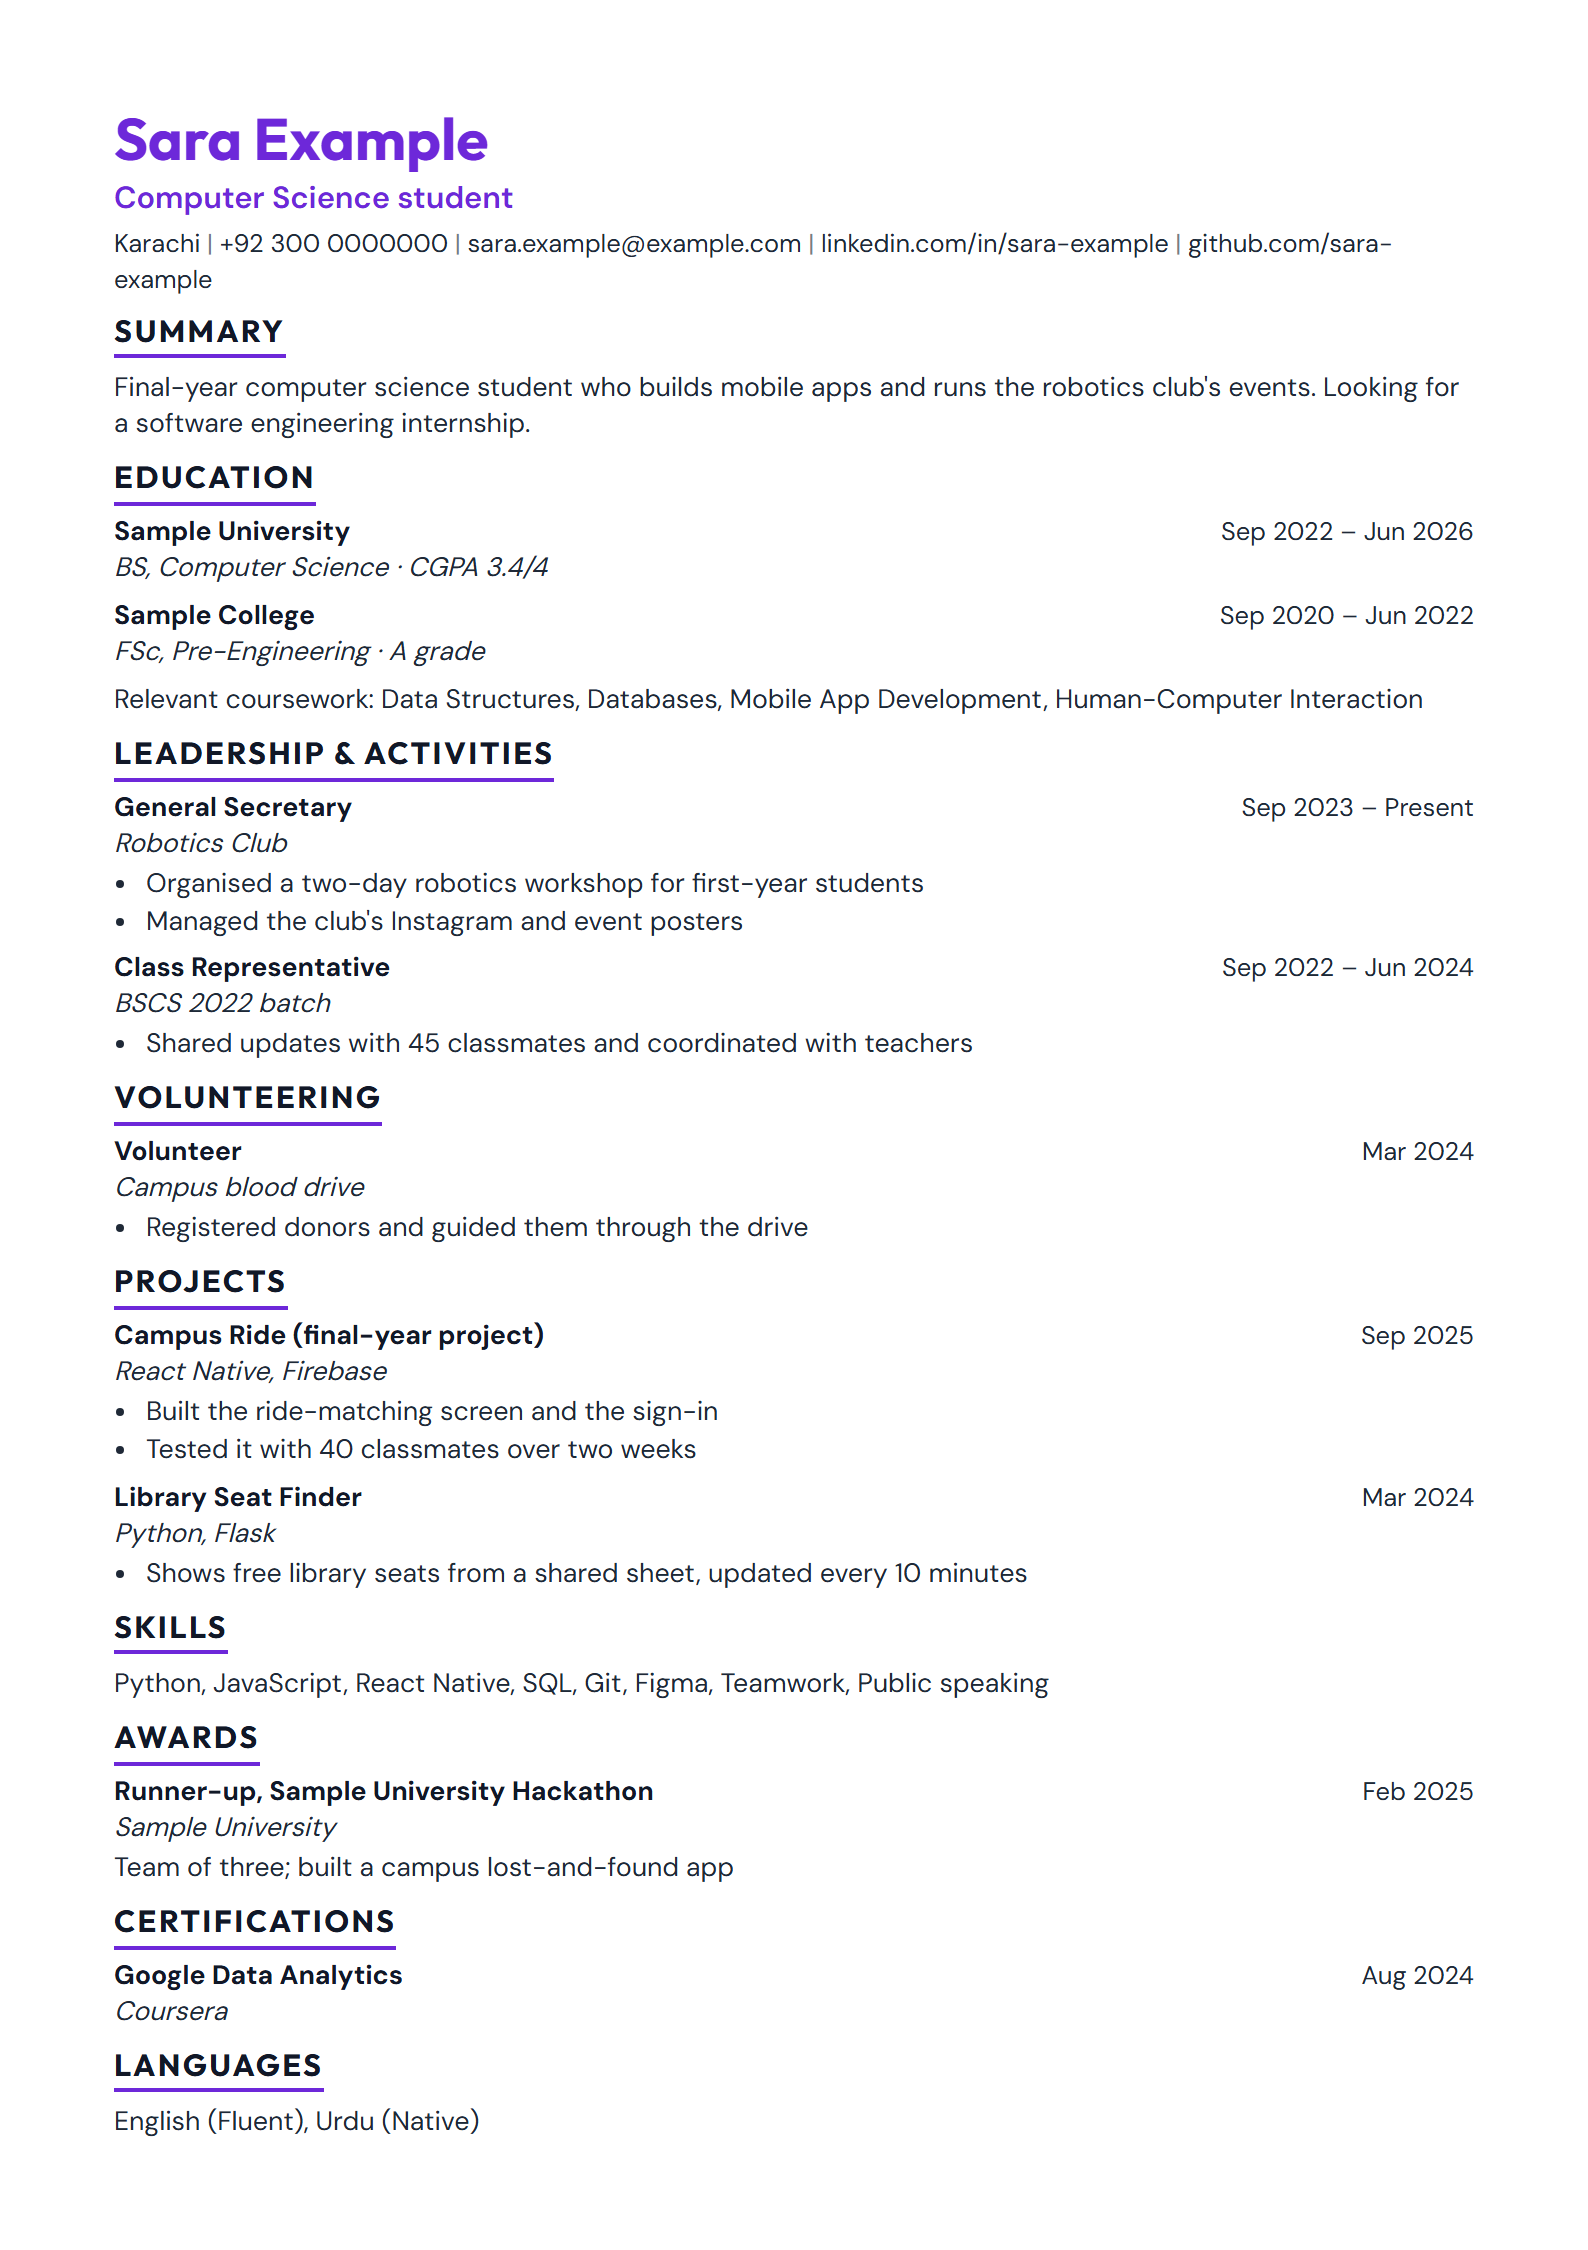 Sara Example
Computer Science student
Karachi | +92 300 0000000 | sara.example@example.com | linkedin.com/in/sara-example | github.com/sara-
example
SUMMARY
Final-year computer science student who builds mobile apps and runs the robotics club's events. Looking for
a software engineering internship.
EDUCATION
Sample University Sep 2022 – Jun 2026
BS, Computer Science · CGPA 3.4/4
Sample College Sep 2020 – Jun 2022
FSc, Pre-Engineering · A grade
Relevant coursework: Data Structures, Databases, Mobile App Development, Human-Computer Interaction
LEADERSHIP & ACTIVITIES
General Secretary Sep 2023 – Present
Robotics Club
• Organised a two-day robotics workshop for first-year students
• Managed the club's Instagram and event posters
Class Representative Sep 2022 – Jun 2024
BSCS 2022 batch
• Shared updates with 45 classmates and coordinated with teachers
VOLUNTEERING
Volunteer Mar 2024
Campus blood drive
• Registered donors and guided them through the drive
PROJECTS
Campus Ride (final-year project) Sep 2025
React Native, Firebase
• Built the ride-matching screen and the sign-in
• Tested it with 40 classmates over two weeks
Library Seat Finder Mar 2024
Python, Flask
• Shows free library seats from a shared sheet, updated every 10 minutes
SKILLS
Python, JavaScript, React Native, SQL, Git, Figma, Teamwork, Public speaking
AWARDS
Runner-up, Sample University Hackathon Feb 2025
Sample University
Team of three; built a campus lost-and-found app
CERTIFICATIONS
Google Data Analytics Aug 2024
Coursera
LANGUAGES
English (Fluent), Urdu (Native)